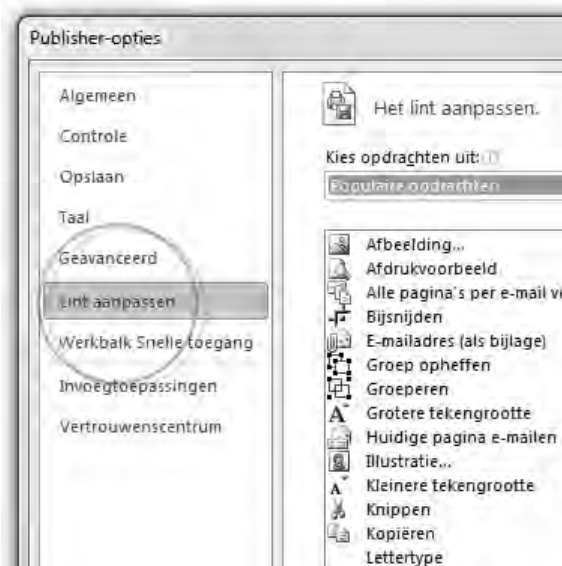 Publisher-opties
Algemeen
Controle
Opslaan
Taal
Geavanceerd
Lint aanpassen
Werkbalk Snelle toegang
Invoegtoepassingen
Vertrouwenscentrum
Het lint aanpassen.
Kies opdrachten uit:
Populaire opdrachten
Afbeelding...
Afdrukvoorbeeld
Alle pagina's per e-mail ve
Bijsnijden
E-mailadres (als bijlage)
Groep opheffen
Groeperen
Grotere tekengrootte
Huidige pagina e-mailen
Illustratie...
Kleinere tekengrootte
Knippen
Kopiëren
Lettertype